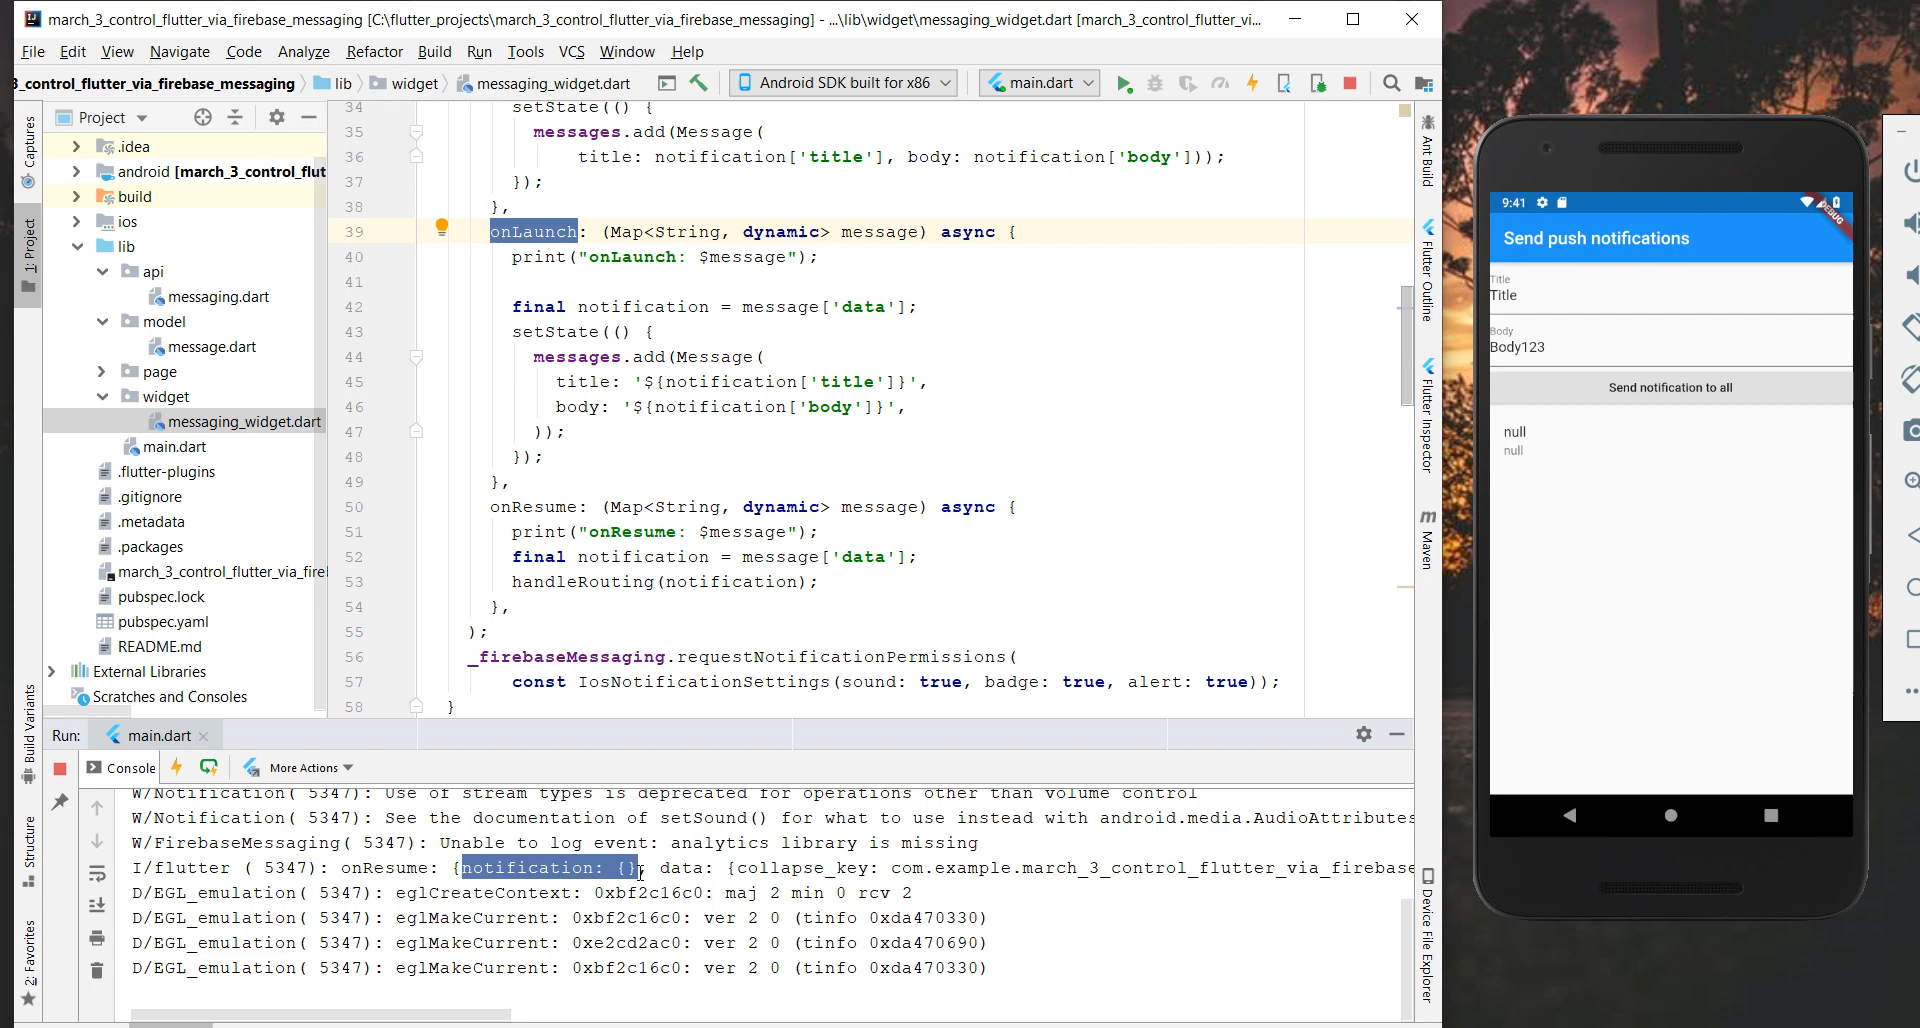 march_3_control_flutter_via_firebase_messaging [C:\flutter_projects\march_3_control_flutter_via_firebase_messaging] - ...\lib\widget\messaging_widget.dart [march_3_control_flutter_vi...
File Edit View Navigate Code Analyze Refactor Build Run Tools VCS Window Help
3_control_flutter_via_firebase_messaging lib widget messaging_widget.dart Android SDK built for x86 main.dart
Project
.idea
android [march_3_control_flut
build
ios
lib
api
messaging.dart
model
message.dart
page
widget
messaging_widget.dart
main.dart
.flutter-plugins
.gitignore
.metadata
.packages
march_3_control_flutter_via_fire
pubspec.lock
pubspec.yaml
README.md
External Libraries
Scratches and Consoles
Captures
1: Project
Build Variants
Structure
2: Favorites
34 setState(() {
35 messages.add(Message(
36 title: notification['title'], body: notification['body']));
37 });
38 },
39 onLaunch: (Map<String, dynamic> message) async {
40 print("onLaunch: $message");
41
42 final notification = message['data'];
43 setState(() {
44 messages.add(Message(
45 title: '${notification['title']}',
46 body: '${notification['body']}',
47 ));
48 });
49 },
50 onResume: (Map<String, dynamic> message) async {
51 print("onResume: $message");
52 final notification = message['data'];
53 handleRouting(notification);
54 },
55 );
56 _firebaseMessaging.requestNotificationPermissions(
57 const IosNotificationSettings(sound: true, badge: true, alert: true));
58 }
Ant Build
Flutter Outline
Flutter Inspector
m Maven
Device File Explorer
Run: main.dart
Console More Actions
W/Notification( 5347): Use of stream types is deprecated for operations other than volume control
W/Notification( 5347): See the documentation of setSound() for what to use instead with android.media.AudioAttributes
W/FirebaseMessaging( 5347): Unable to log event: analytics library is missing
I/flutter ( 5347): onResume: {notification: {}, data: {collapse_key: com.example.march_3_control_flutter_via_firebase
D/EGL_emulation( 5347): eglCreateContext: 0xbf2c16c0: maj 2 min 0 rcv 2
D/EGL_emulation( 5347): eglMakeCurrent: 0xbf2c16c0: ver 2 0 (tinfo 0xda470330)
D/EGL_emulation( 5347): eglMakeCurrent: 0xe2cd2ac0: ver 2 0 (tinfo 0xda470690)
D/EGL_emulation( 5347): eglMakeCurrent: 0xbf2c16c0: ver 2 0 (tinfo 0xda470330)
9:41
DEBUG
Send push notifications
Title
Title
Body
Body123
Send notification to all
null
null